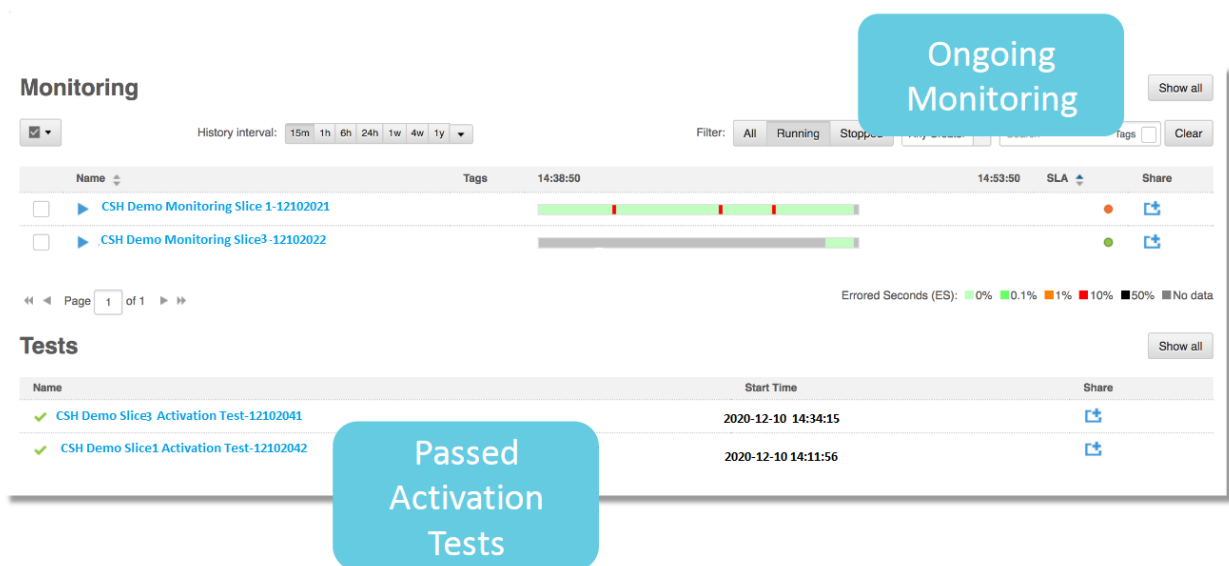 Ongoing
Monitoring
Monitoring
Show all
History interval: 15m 1h 6h 24h 1w 4w 1y
Filter: All Running Stopped Tags Clear
Name Tags 14:38:50 14:53:50 SLA Share
CSH Demo Monitoring Slice 1-12102021
CSH Demo Monitoring Slice3-12102022
Page 1 of 1
Errored Seconds (ES): 0% 0.1% 1% 10% 50% No data
Tests
Show all
Name Start Time Share
CSH Demo Slice3 Activation Test-12102041 2020-12-10 14:34:15
CSH Demo Slice1 Activation Test-12102042 2020-12-10 14:11:56
Passed
Activation
Tests